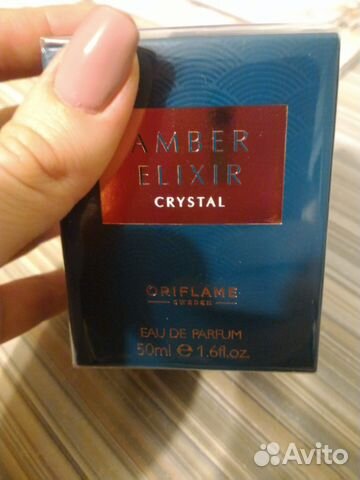 AMBER
ELIXIR
CRYSTAL
ORIFLAME
SWEDEN
EAU DE PARFUM
50ml e 1.6fl.oz.
Avito